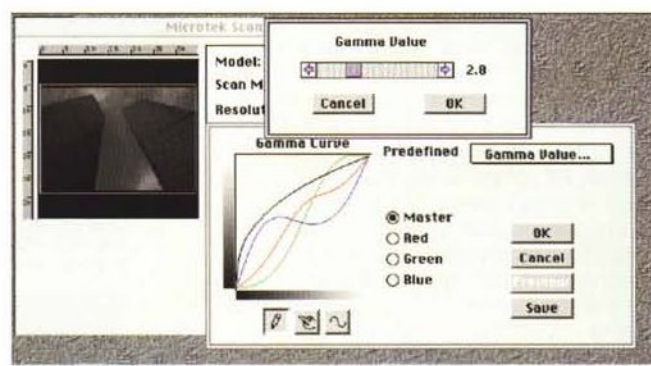 Microtek Scan
Gamma Value
2.8
Cancel
OK
Model:
Scan M
Resolut
Gamma Curve
Predefined
Gamma Value...
Master
Red
Green
Blue
OK
Cancel
Save